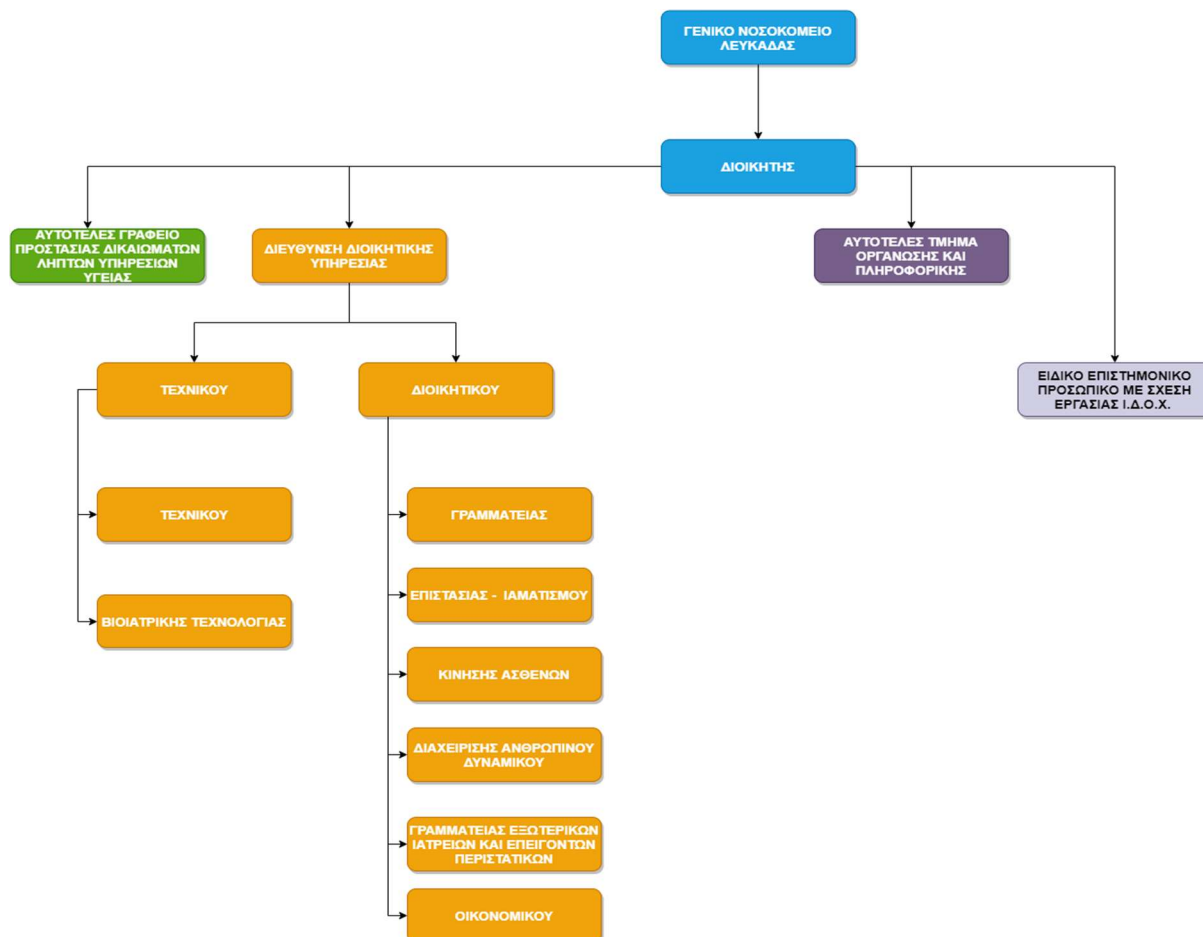 ΓΕΝΙΚΟ ΝΟΣΟΚΟΜΕΙΟ
ΛΕΥΚΑΔΑΣ
ΔΙΟΙΚΗΤΗΣ
ΑΥΤΟΤΕΛΕΣ ΓΡΑΦΕΙΟ
ΠΡΟΣΤΑΣΙΑΣ ΔΙΚΑΙΩΜΑΤΩΝ
ΛΗΠΤΩΝ ΥΠΗΡΕΣΙΩΝ
ΥΓΕΙΑΣ
ΔΙΕΥΘΥΝΣΗ ΔΙΟΙΚΗΤΙΚΗΣ
ΥΠΗΡΕΣΙΑΣ
ΑΥΤΟΤΕΛΕΣ ΤΜΗΜΑ
ΟΡΓΑΝΩΣΗΣ ΚΑΙ
ΠΛΗΡΟΦΟΡΙΚΗΣ
ΤΕΧΝΙΚΟΥ
ΔΙΟΙΚΗΤΙΚΟΥ
ΕΙΔΙΚΟ ΕΠΙΣΤΗΜΟΝΙΚΟ
ΠΡΟΣΩΠΙΚΟ ΜΕ ΣΧΕΣΗ
ΕΡΓΑΣΙΑΣ Ι.Δ.Ο.Χ.
ΤΕΧΝΙΚΟΥ
ΒΙΟΙΑΤΡΙΚΗΣ ΤΕΧΝΟΛΟΓΙΑΣ
ΓΡΑΜΜΑΤΕΙΑΣ
ΕΠΙΣΤΑΣΙΑΣ - ΙΑΜΑΤΙΣΜΟΥ
ΚΙΝΗΣΗΣ ΑΣΘΕΝΩΝ
ΔΙΑΧΕΙΡΙΣΗΣ ΑΝΘΡΩΠΙΝΟΥ
ΔΥΝΑΜΙΚΟΥ
ΓΡΑΜΜΑΤΕΙΑΣ ΕΞΩΤΕΡΙΚΩΝ
ΙΑΤΡΕΙΩΝ ΚΑΙ ΕΠΕΙΓΟΝΤΩΝ
ΠΕΡΙΣΤΑΤΙΚΩΝ
ΟΙΚΟΝΟΜΙΚΟΥ